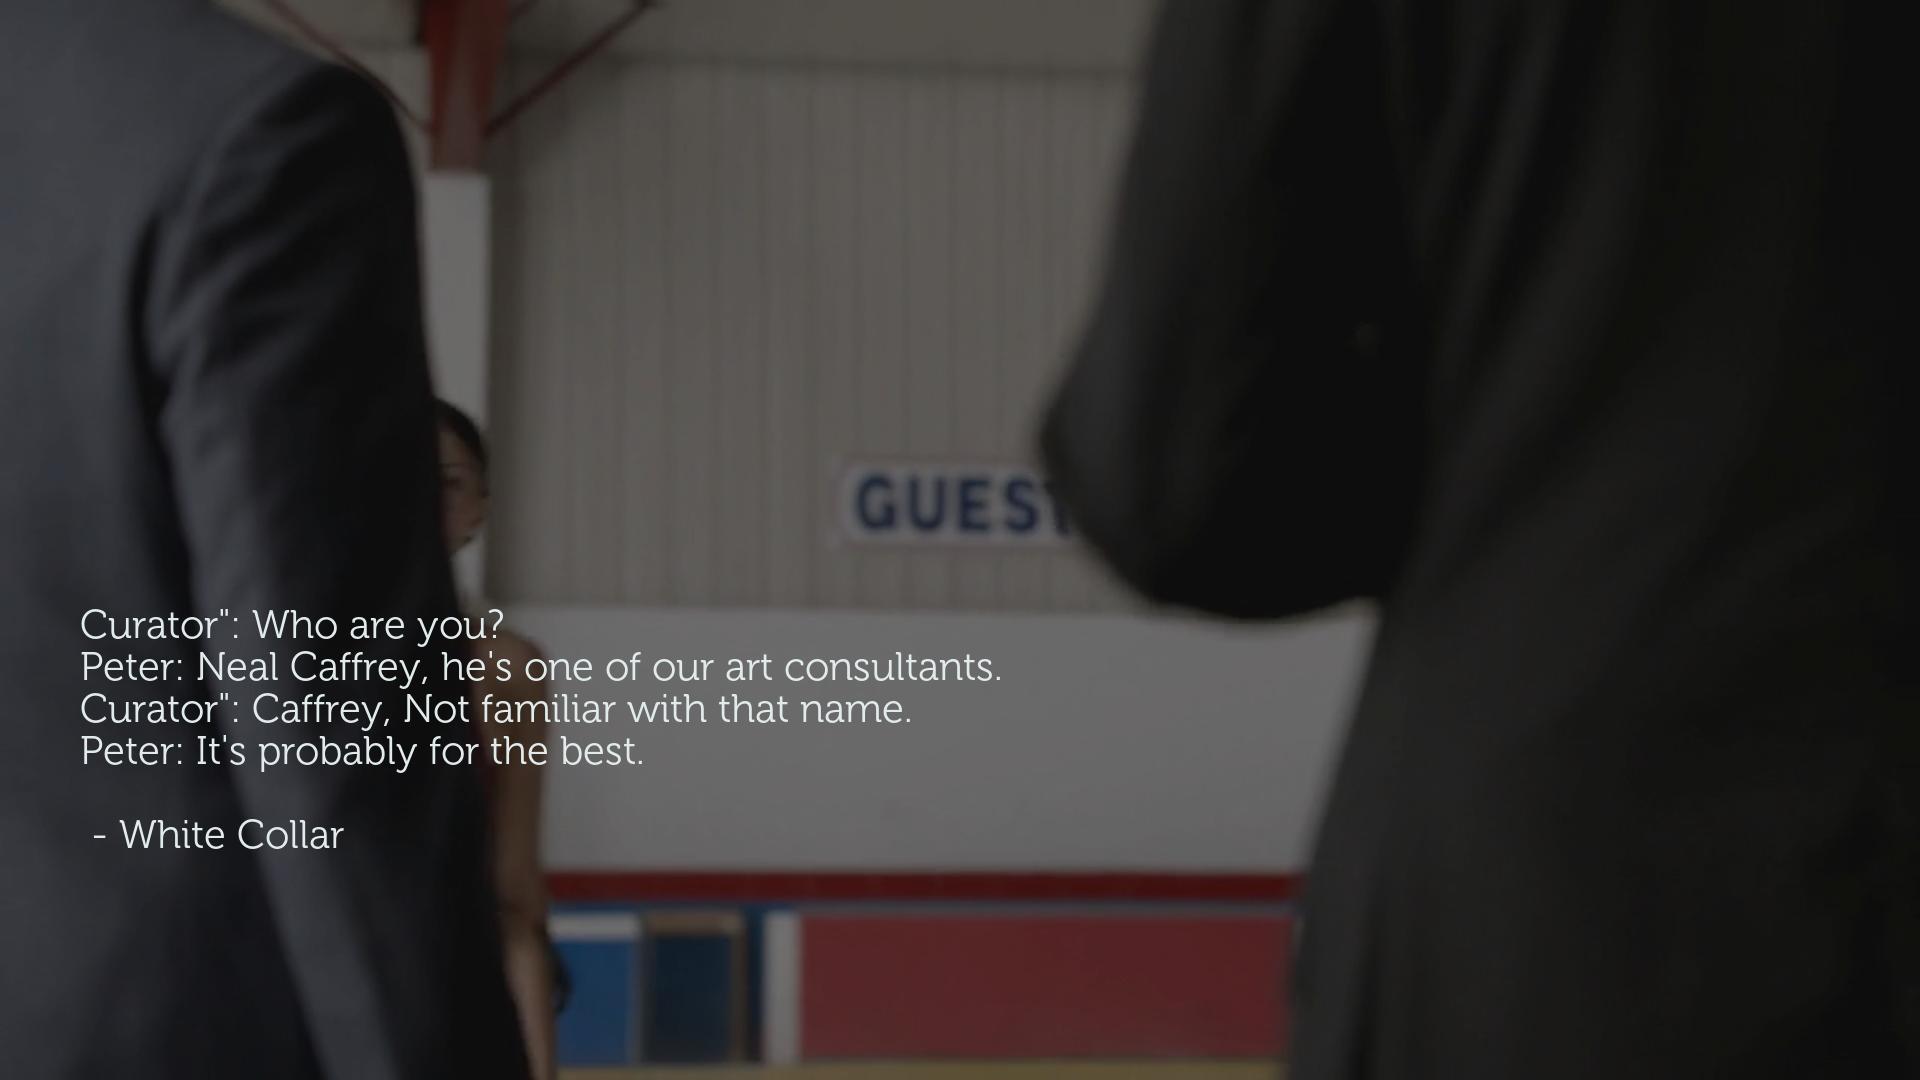 GUEST
Curator": Who are you?
Peter: Neal Caffrey, he's one of our art consultants.
Curator": Caffrey, Not familiar with that name.
Peter: It's probably for the best.
- White Collar